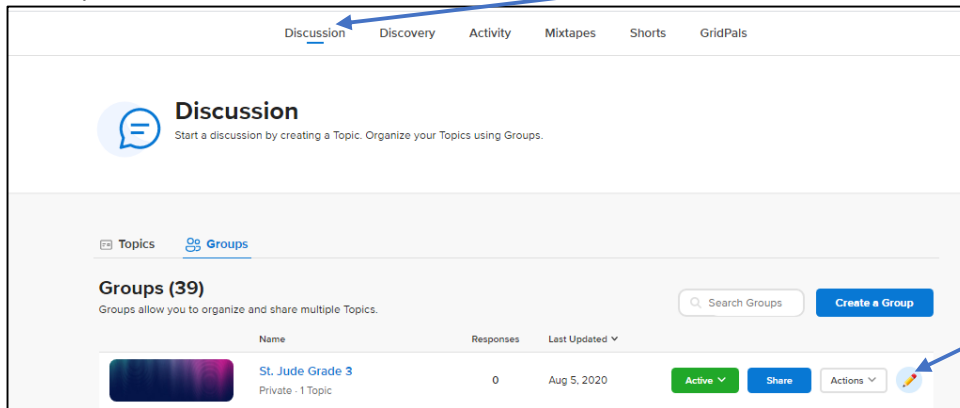 Discussion Discovery Activity Mixtapes Shorts GridPals
Discussion
Start a discussion by creating a Topic. Organize your Topics using Groups.
Topics Groups
Groups (39)
Groups allow you to organize and share multiple Topics.
Search Groups Create a Group
Name Responses Last Updated
St. Jude Grade 3 0 Aug 5, 2020 Active Share Actions
Private - 1 Topic